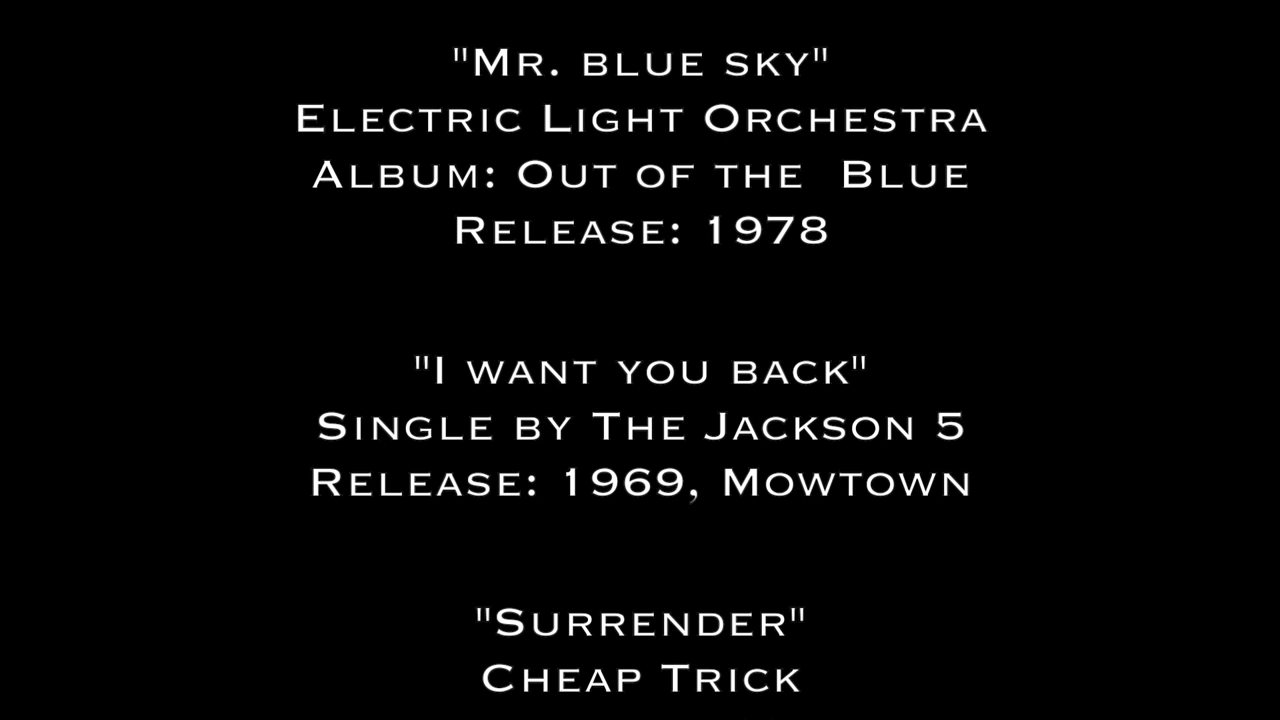 "Mr. blue sky"
Electric Light Orchestra
Album: Out of the Blue
Release: 1978
"I want you back"
Single by The Jackson 5
Release: 1969, Mowtown
"Surrender"
Cheap Trick